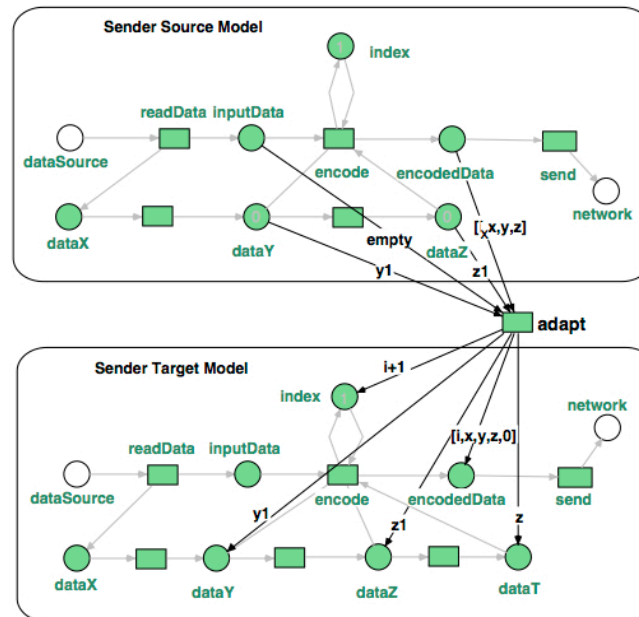 Sender Source Model
1
index
readData inputData
dataSource
encode
encodedData
send
network
dataX
0
dataY
0
dataZ
empty
[i,x,y,z]
x
y1
z1
adapt
Sender Target Model
i+1
1
index
network
readData inputData
[i,x,y,z,0]
dataSource
encode
encodedData
send
y1
z1
z
dataX
dataY
dataZ
dataT